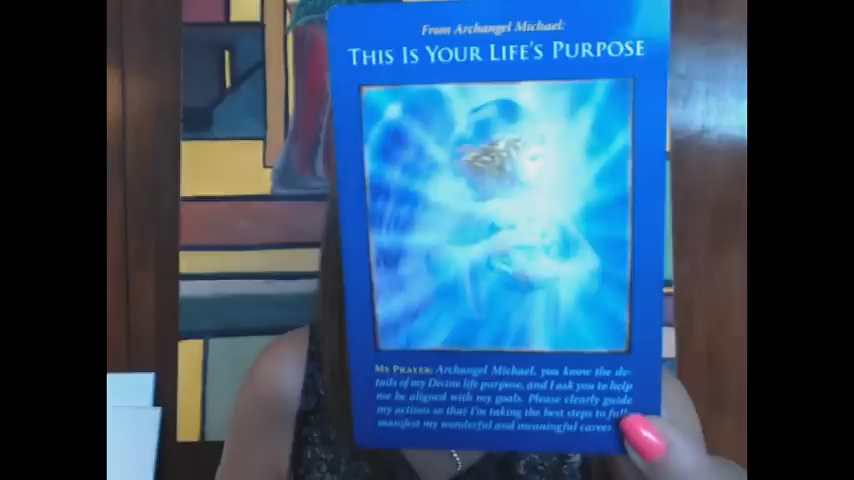 From Archangel Michael:
THIS IS YOUR LIFE'S PURPOSE
MY PRAYER: Archangel Michael, you know the de-
tails of my Divine life purpose, and I ask you to help
me be aligned with my goals. Please clearly guide
my actions so that I'm taking the best steps to fully
manifest my wonderful and meaningful career